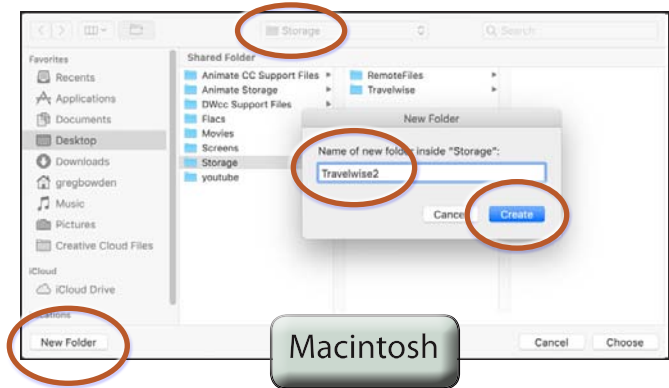 Storage
Search
Favorites
Recents
Applications
Documents
Desktop
Downloads
gregbowden
Music
Pictures
Creative Cloud Files
iCloud
iCloud Drive
Shared Folder
Animate CC Support Files
Animate Storage
DWcc Support Files
Flacs
Movies
Screens
Storage
youtube
RemoteFiles
Travelwise
New Folder
Name of new folder inside "Storage":
Travelwise2
Cancel
Create
New Folder
Macintosh
Cancel
Choose